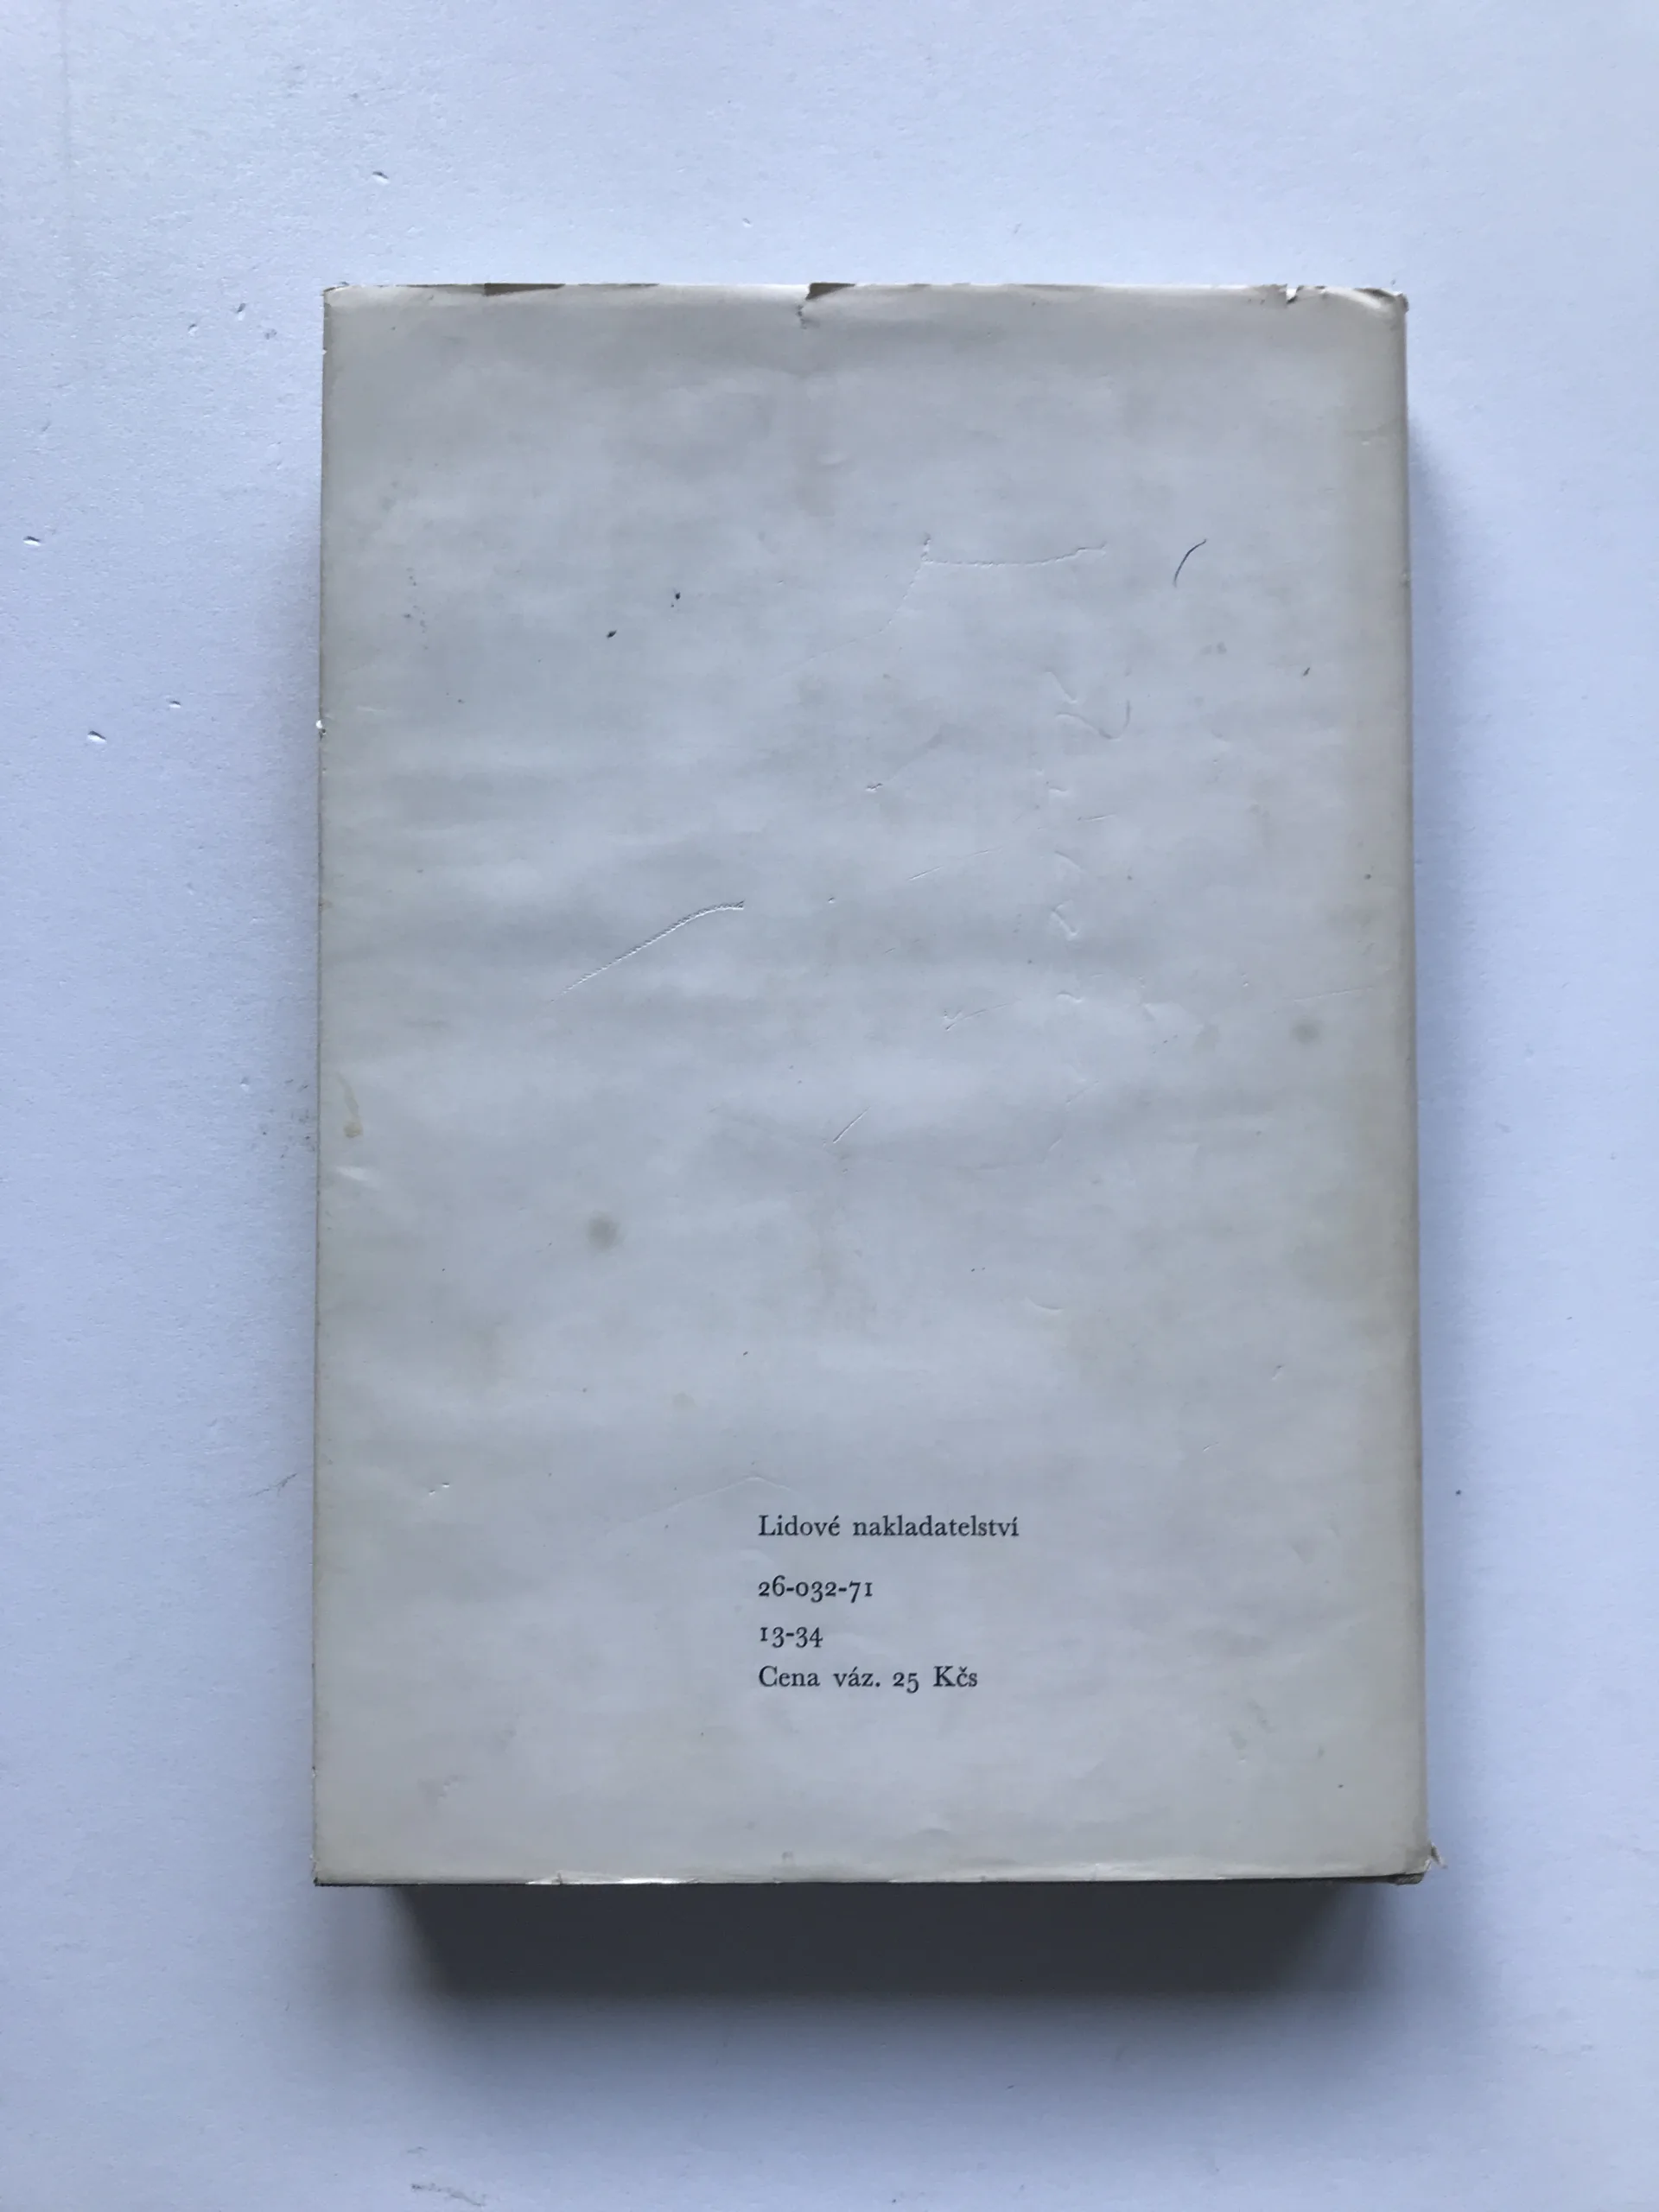 Lidové nakladatelství
26-032-71
13-34
Cena váz. 25 Kčs